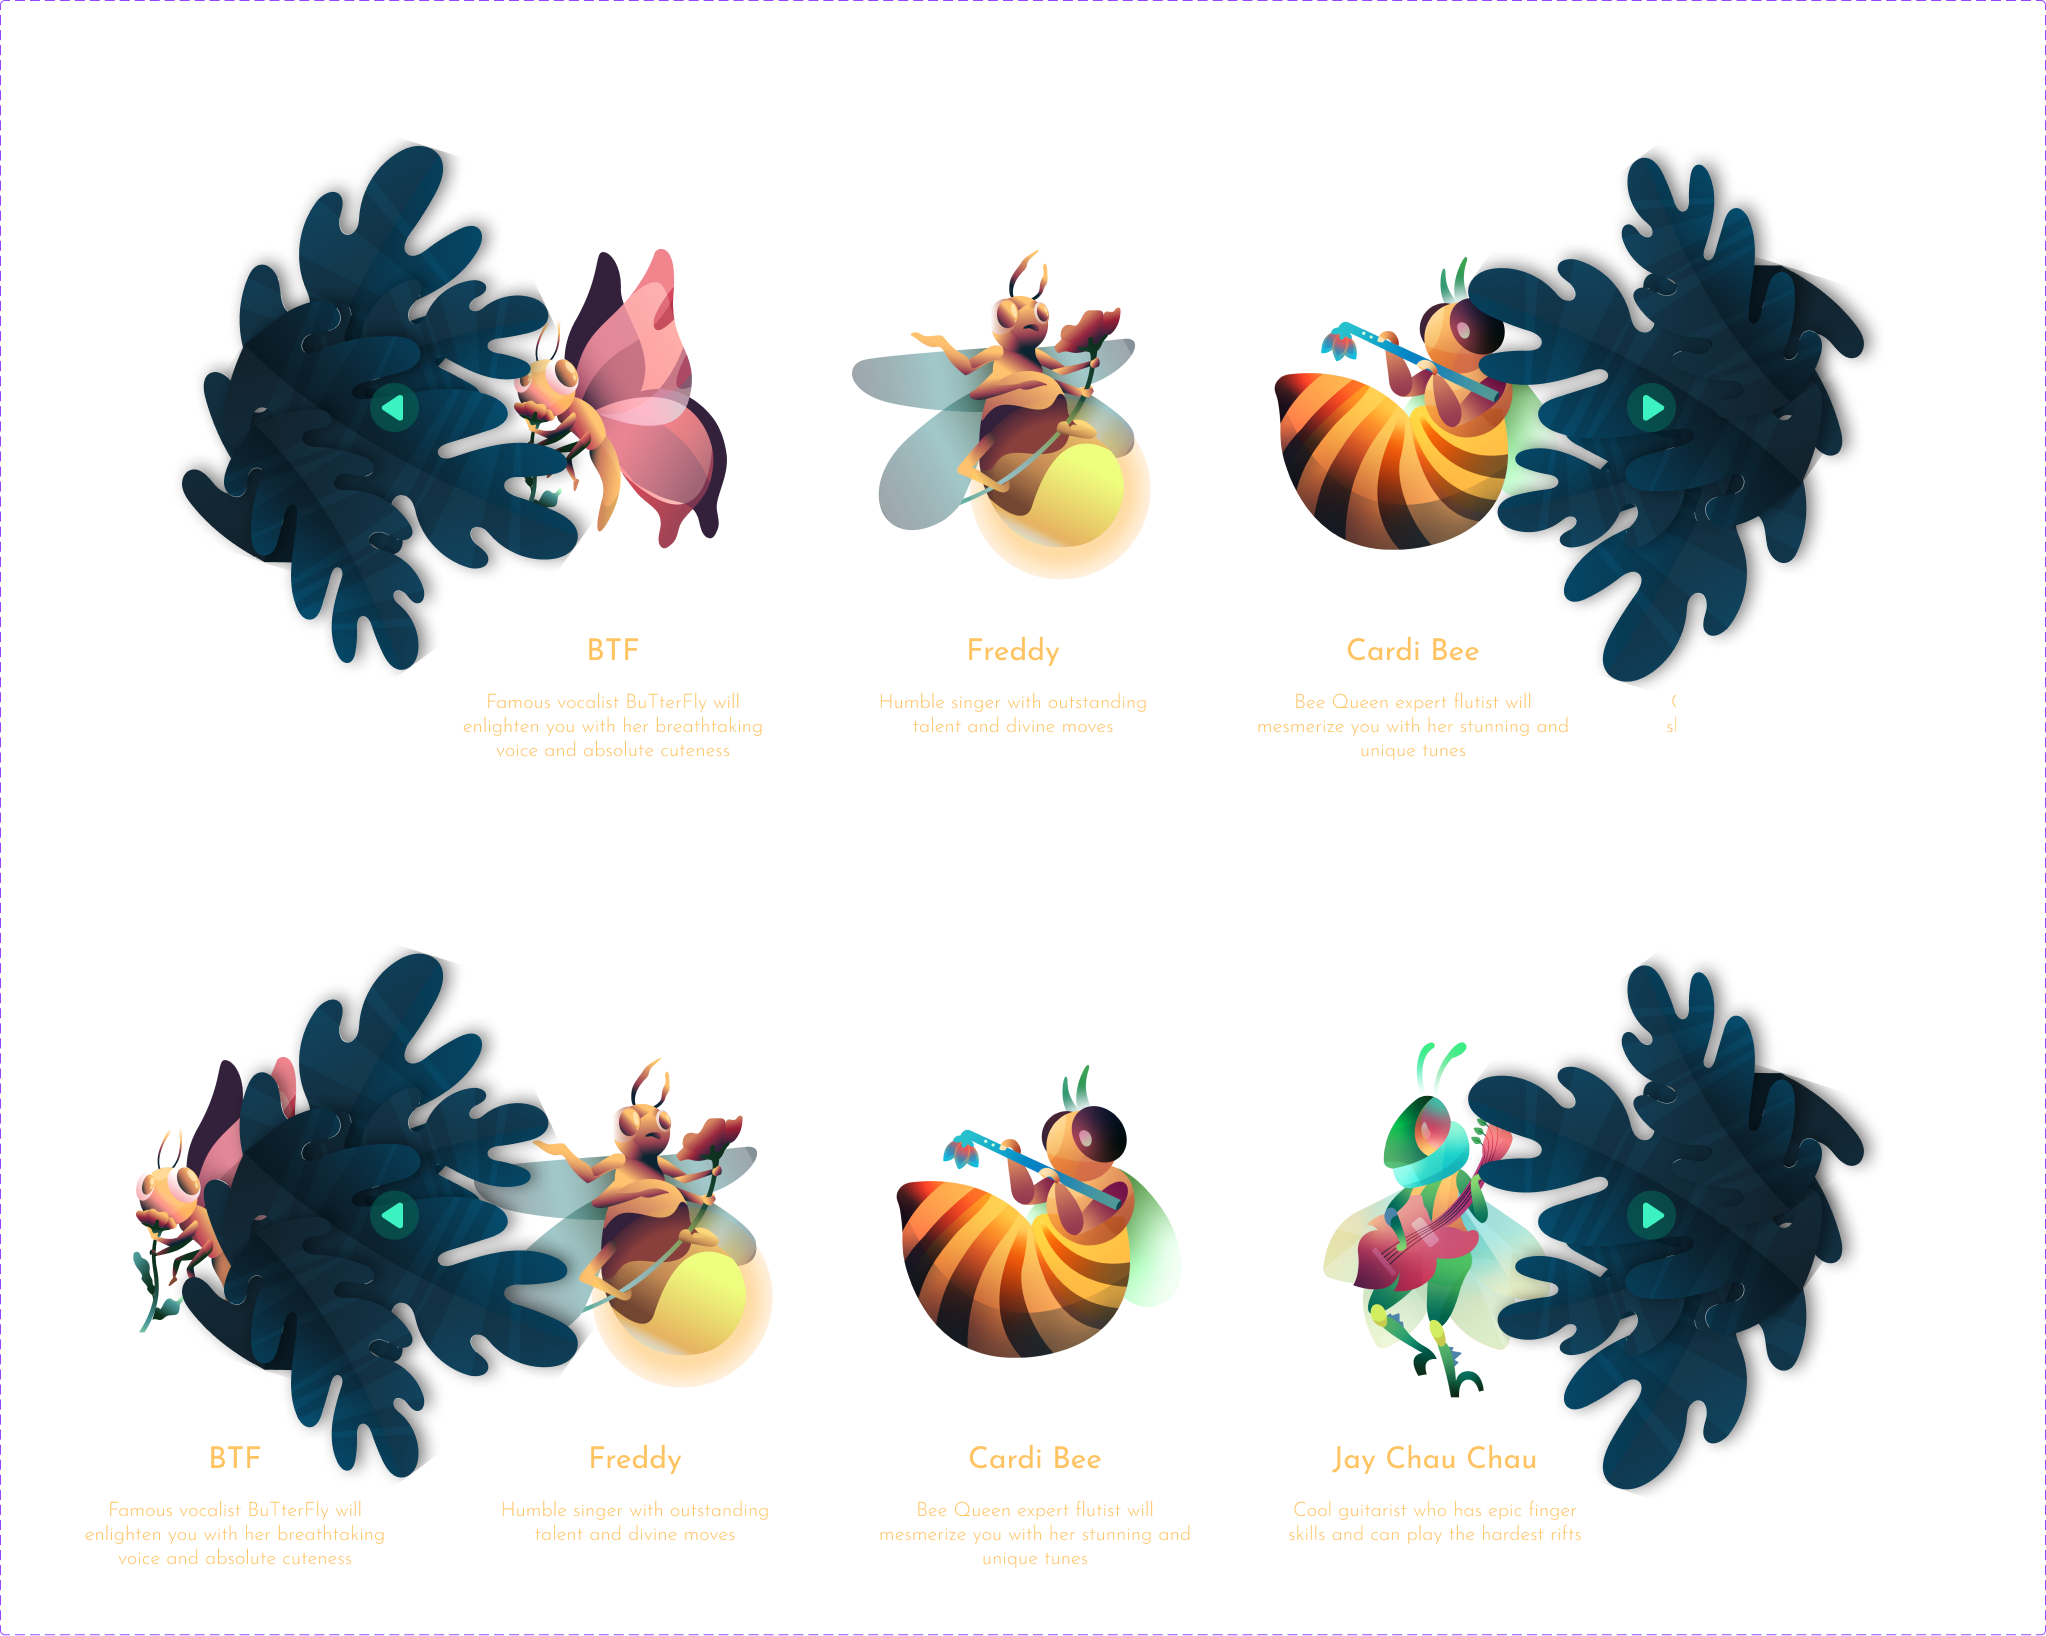 BTF
Famous vocalist BuTterFly will
enlighten you with her breathtaking
voice and absolute cuteness
Freddy
Humble singer with outstanding
talent and divine moves
Cardi Bee
Bee Queen expert flutist will
mesmerize you with her stunning and
unique tunes
BTF
Famous vocalist BuTterFly will
enlighten you with her breathtaking
voice and absolute cuteness
Freddy
Humble singer with outstanding
talent and divine moves
Cardi Bee
Bee Queen expert flutist will
mesmerize you with her stunning and
unique tunes
Jay Chau Chau
Cool guitarist who has epic finger
skills and can play the hardest rifts